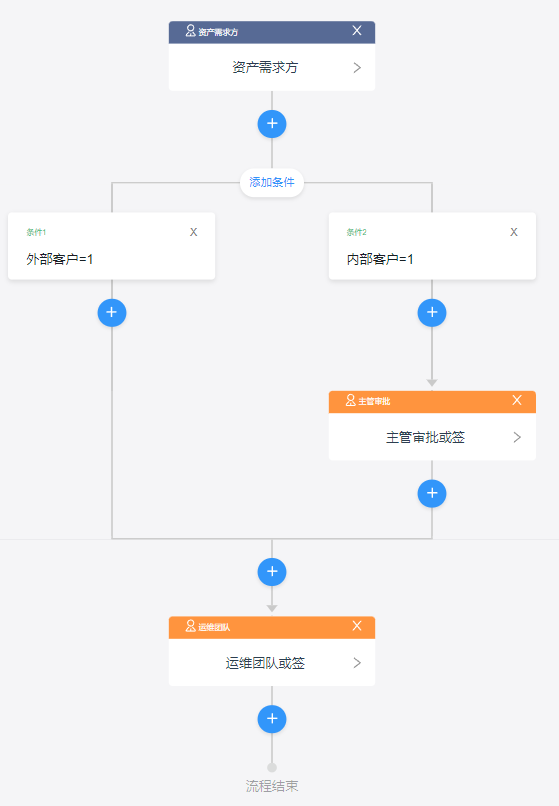 资产需求方
资产需求方
添加条件
条件1
外部客户=1
条件2
内部客户=1
主管审批
主管审批或签
运维团队
运维团队或签
流程结束